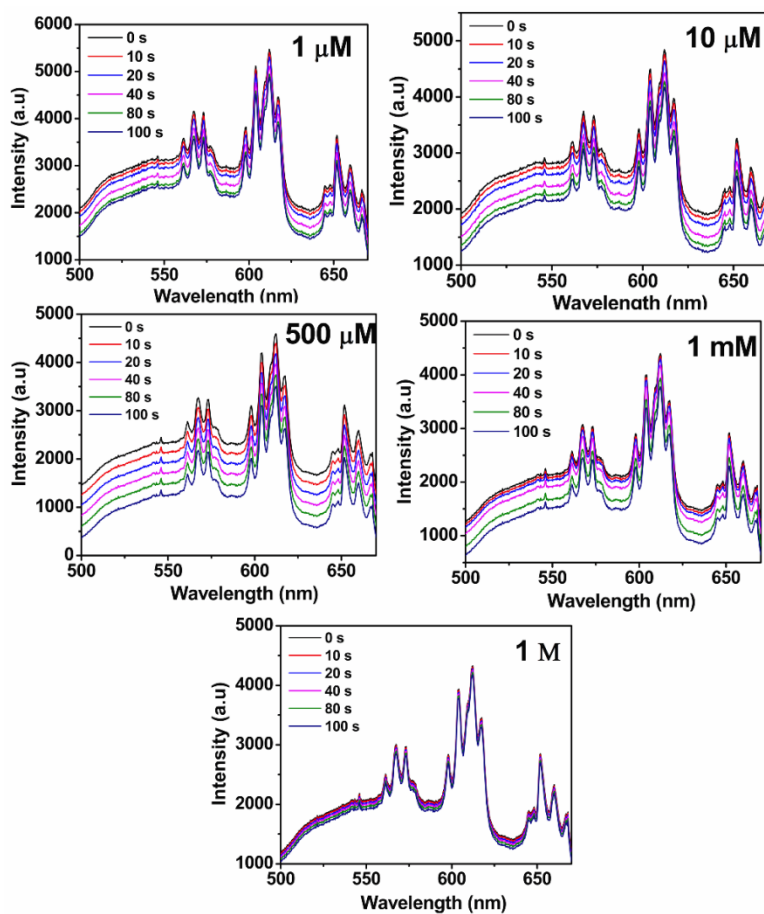 1 μM
0 s
10 s
20 s
40 s
80 s
100 s
Intensity (a.u)
6000
5000
4000
3000
2000
1000
500
550
600
650
Wavelength (nm)
10 μM
0 s
10 s
20 s
40 s
80 s
100 s
Intensity (a.u)
5000
4000
3000
2000
1000
500
550
600
650
Wavelength (nm)
500 μM
0 s
10 s
20 s
40 s
80 s
100 s
Intensity (a.u)
5000
4000
3000
2000
1000
0
500
550
600
650
Wavelength (nm)
1 mM
0 s
10 s
20 s
40 s
80 s
100 s
Intensity (a.u)
5000
4000
3000
2000
1000
500
550
600
650
Wavelength (nm)
1 M
0 s
10 s
20 s
40 s
80 s
100 s
Intensity (a.u)
5000
4000
3000
2000
1000
500
550
600
650
Wavelength (nm)